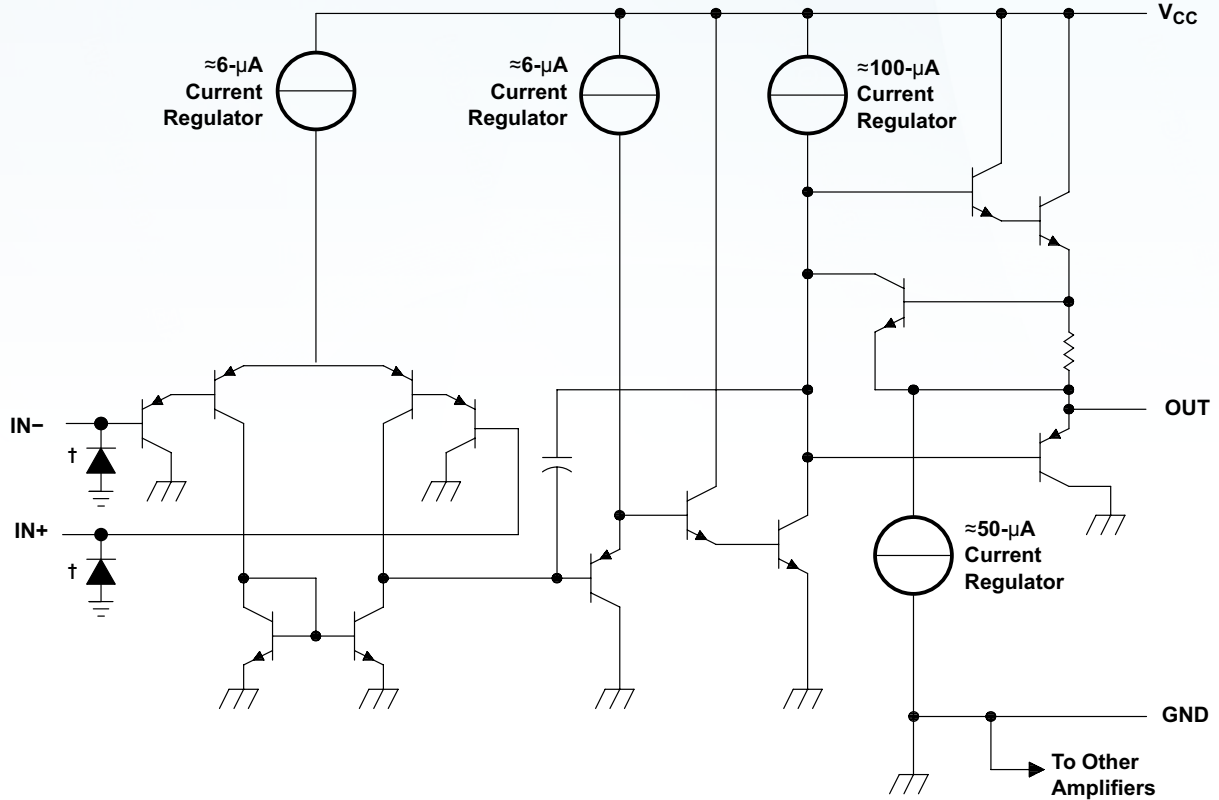 VCC
≈6-µA
Current
Regulator
≈6-µA
Current
Regulator
≈100-µA
Current
Regulator
IN−
†
OUT
IN+
†
≈50-µA
Current
Regulator
GND
To Other
Amplifiers